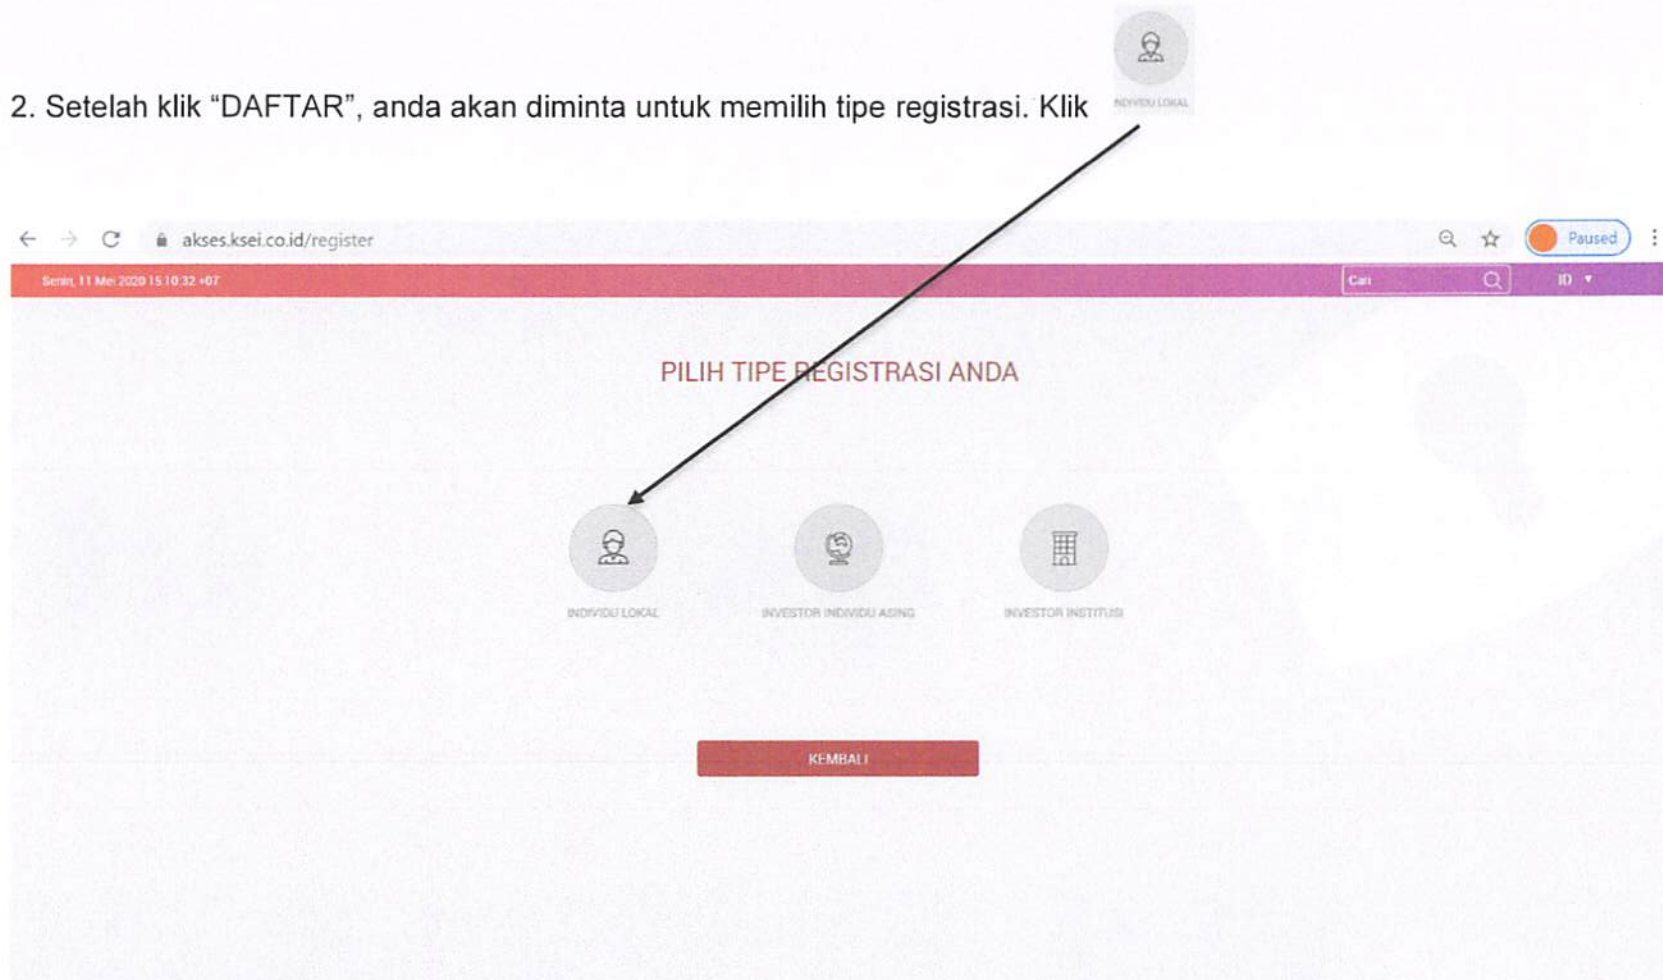 INDIVIDU LOKAL
2. Setelah klik “DAFTAR”, anda akan diminta untuk memilih tipe registrasi. Klik
akses.ksei.co.id/register
Paused
Senin, 11 Mei 2020 15:10:32 +07
Cari
ID
PILIH TIPE REGISTRASI ANDA
INDIVIDU LOKAL
INVESTOR INDIVIDU ASING
INVESTOR INSTITUSI
KEMBALI